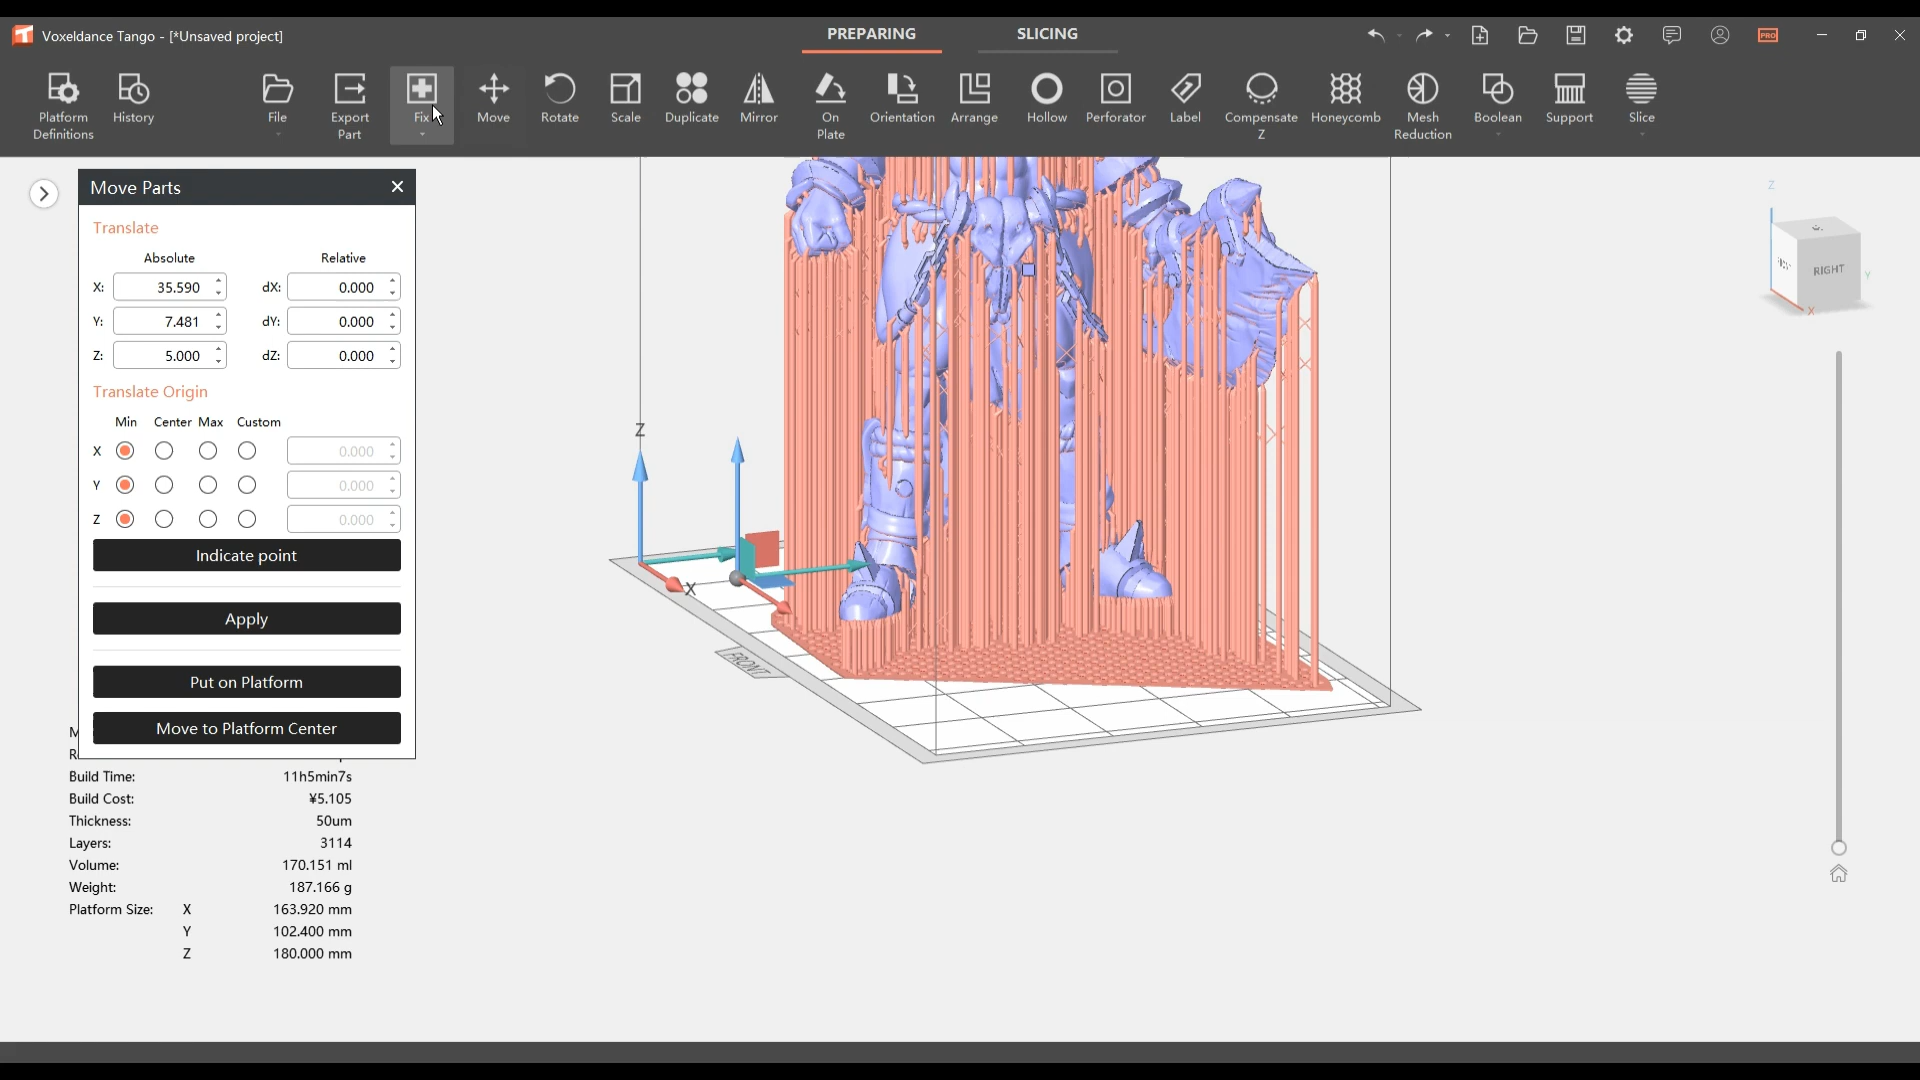 Voxeldance Tango - [*Unsaved project]
PREPARING
SLICING
PRO
Platform
Definitions
History
File
Export
Part
Fix
Move
Rotate
Scale
Duplicate
Mirror
On
Plate
Orientation
Arrange
Hollow
Perforator
Label
Compensate
Z
Honeycomb
Mesh
Reduction
Boolean
Support
Slice
Move Parts
Translate
Absolute
Relative
X: 35.590 dX: 0.000
Y: 7.481 dY: 0.000
Z: 5.000 dZ: 0.000
Translate Origin
Min Center Max Custom
X 0.000
Y 0.000
Z 0.000
Indicate point
Apply
Put on Platform
Move to Platform Center
Build Time: 11h5min7s
Build Cost: ¥5.105
Thickness: 50um
Layers: 3114
Volume: 170.151 ml
Weight: 187.166 g
Platform Size: X 163.920 mm
Y 102.400 mm
Z 180.000 mm
Z
X
FRONT
Z
RIGHT
Y
X